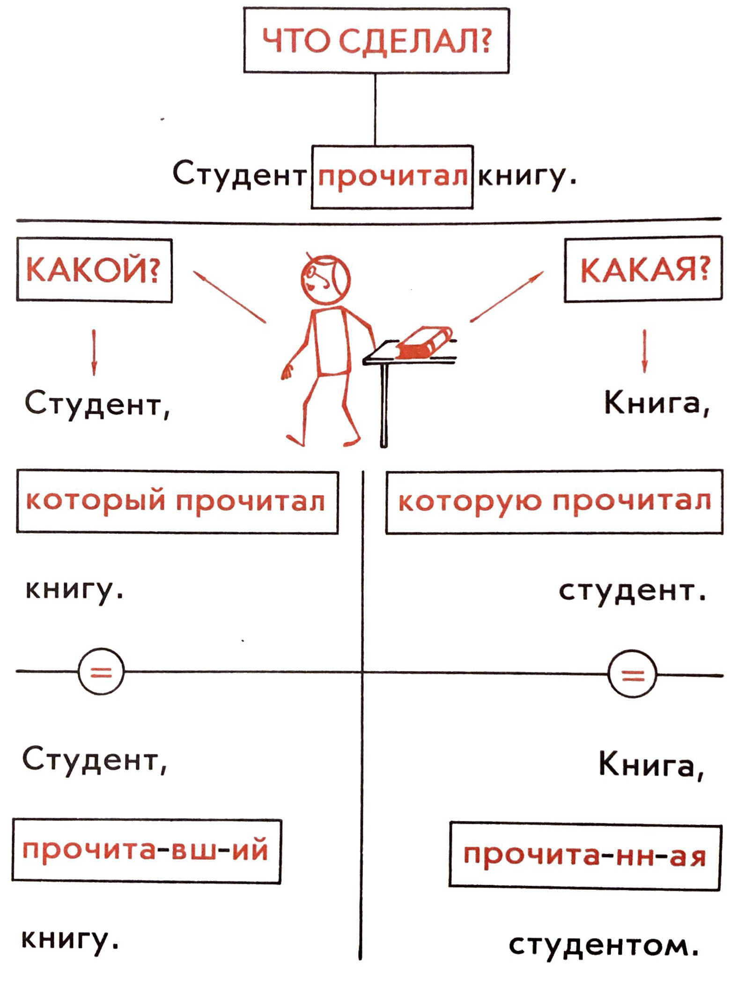 ЧТО СДЕЛАЛ?
Студент прочитал книгу.
КАКОЙ?
КАКАЯ?
Студент,
Книга,
который прочитал
которую прочитал
книгу.
студент.
=
=
Студент,
Книга,
прочита-вш-ий
прочита-нн-ая
книгу.
студентом.